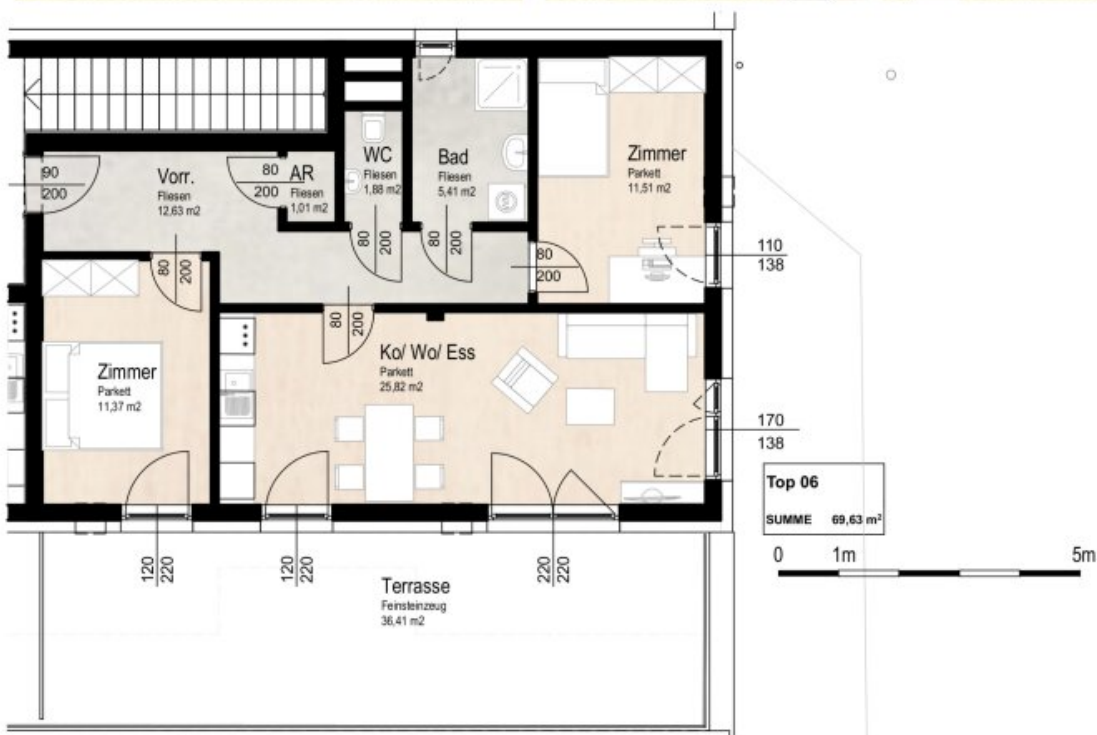 90
200
Vorr.
Fliesen
12,63 m2
80
200
AR
Fliesen
1,01 m2
WC
Fliesen
1,88 m2
80
200
Bad
Fliesen
5,41 m2
80
200
Zimmer
Parkett
11,51 m2
80
200
110
138
80
200
Zimmer
Parkett
11,37 m2
80
200
Ko/ Wo/ Ess
Parkett
25,82 m2
170
138
Top 06
SUMME 69,63 m²
0 1m 5m
120
220
120
220
220
220
Terrasse
Feinsteinzeug
36,41 m2